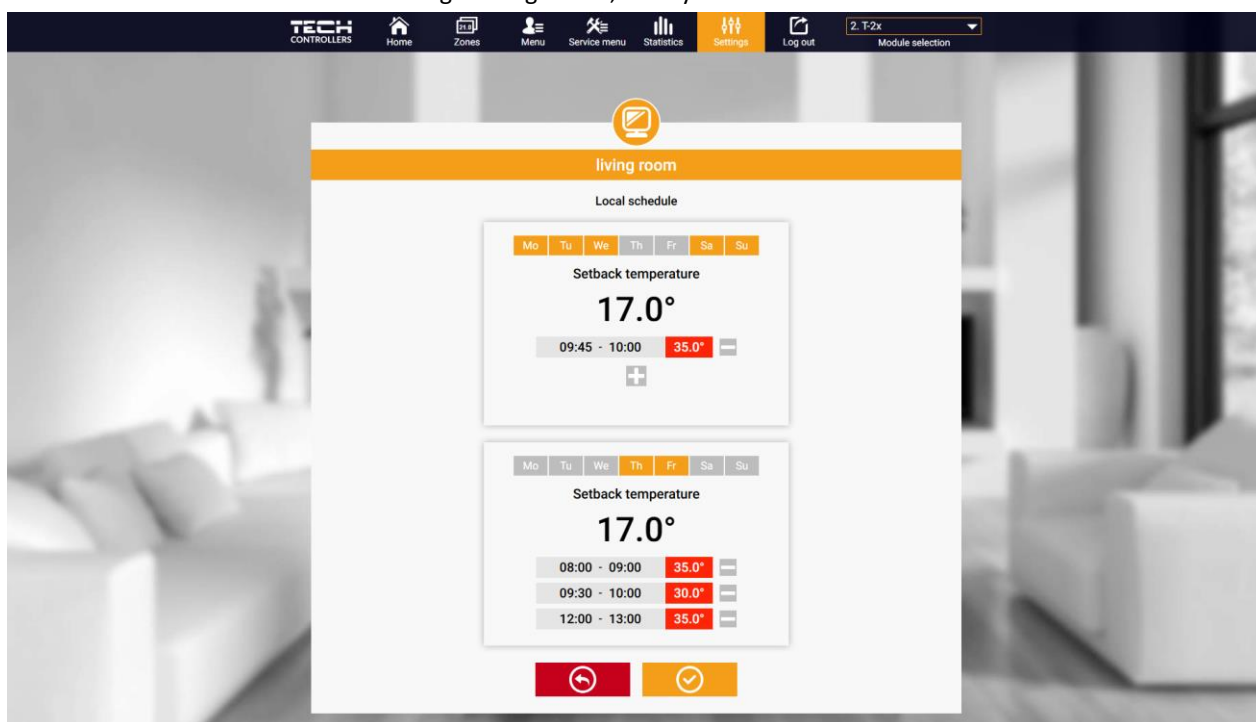 TECH CONTROLLERS
Home
21.0
Zones
Menu
Service menu
Statistics
Settings
Log out
2. T-2x
Module selection
living room
Local schedule
Mo Tu We Th Fr Sa Su
Setback temperature
17.0°
09:45 - 10:00 35.0°
Mo Tu We Th Fr Sa Su
Setback temperature
17.0°
08:00 - 09:00 35.0°
09:30 - 10:00 30.0°
12:00 - 13:00 35.0°